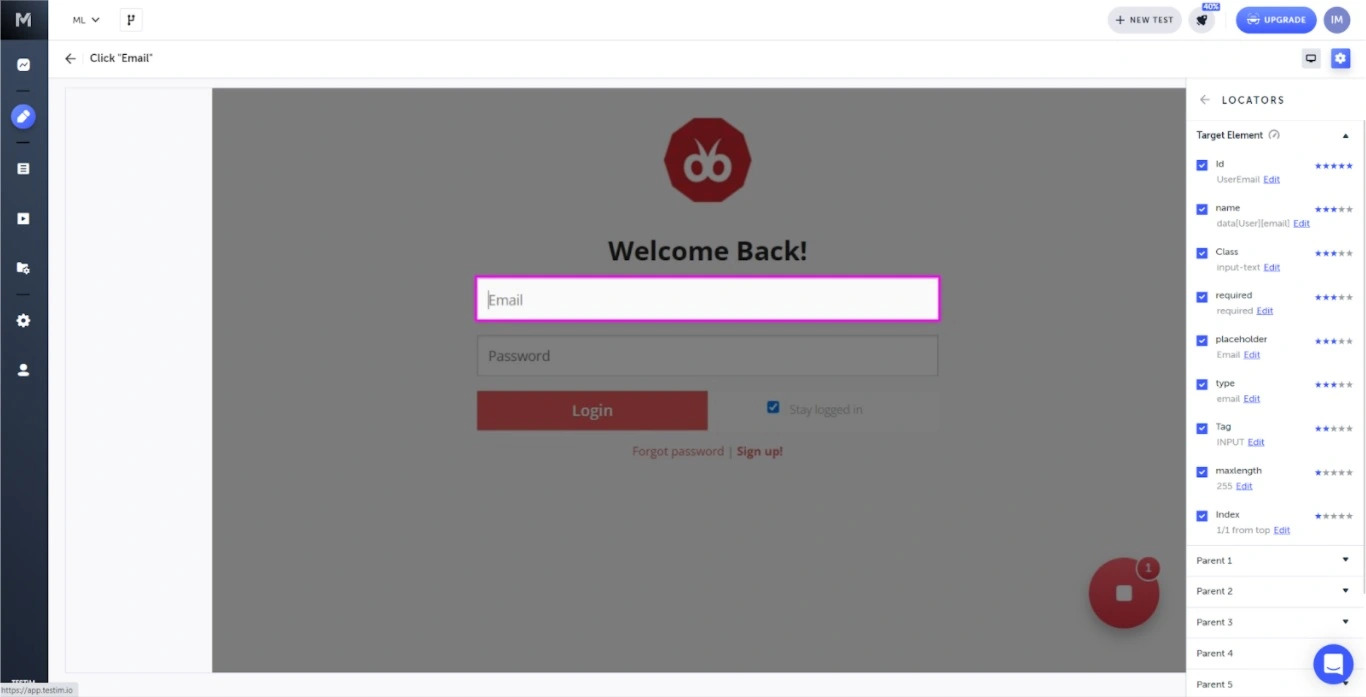 M
ML
+ NEW TEST
40%
UPGRADE
IM
Click "Email"
LOCATORS
Target Element
Id
UserEmail Edit
name
data[User][email] Edit
Class
input-text Edit
required
required Edit
placeholder
Email Edit
type
email Edit
Tag
INPUT Edit
maxlength
255 Edit
Index
1/1 from top Edit
Parent 1
Parent 2
Parent 3
Parent 4
Parent 5
Welcome Back!
Email
Password
Login
Stay logged in
Forgot password | Sign up!
1
TESTIM
https://app.testim.io